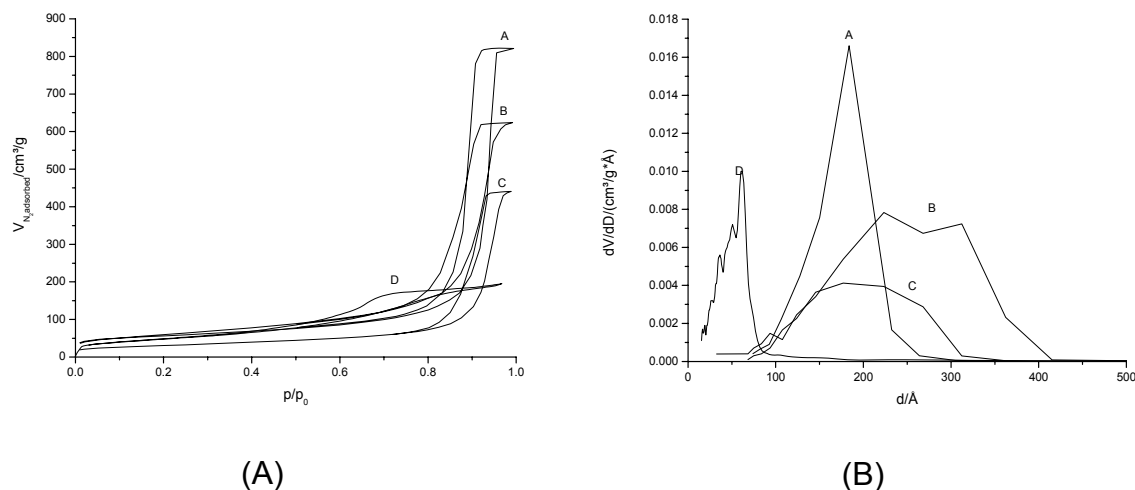 900
800
700
600
500
400
300
200
100
0
V N₂adsorbed/cm³/g
A
B
C
D
0.0 0.2 0.4 0.6 0.8 1.0
p/p₀
(A)
0.018
0.016
0.014
0.012
0.010
0.008
0.006
0.004
0.002
0.000
dV/dD/(cm³/g*Å)
A
D
B
C
0 100 200 300 400 500
d/Å
(B)